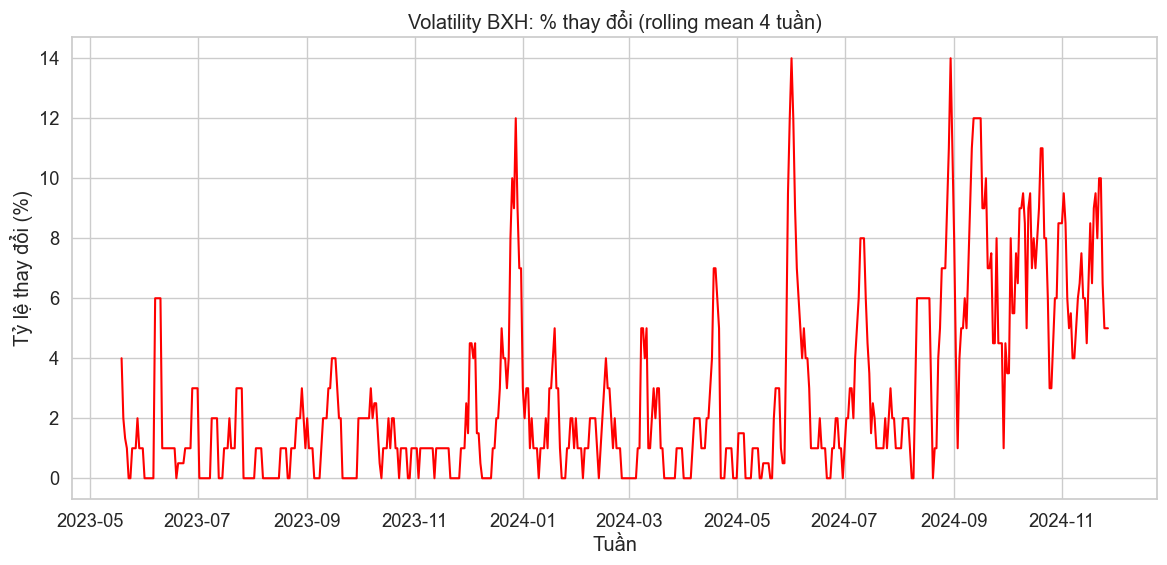 Volatility BXH: % thay đổi (rolling mean 4 tuần)
Tỷ lệ thay đổi (%)
14
12
10
8
6
4
2
0
2023-05 2023-07 2023-09 2023-11 2024-01 2024-03 2024-05 2024-07 2024-09 2024-11
Tuần